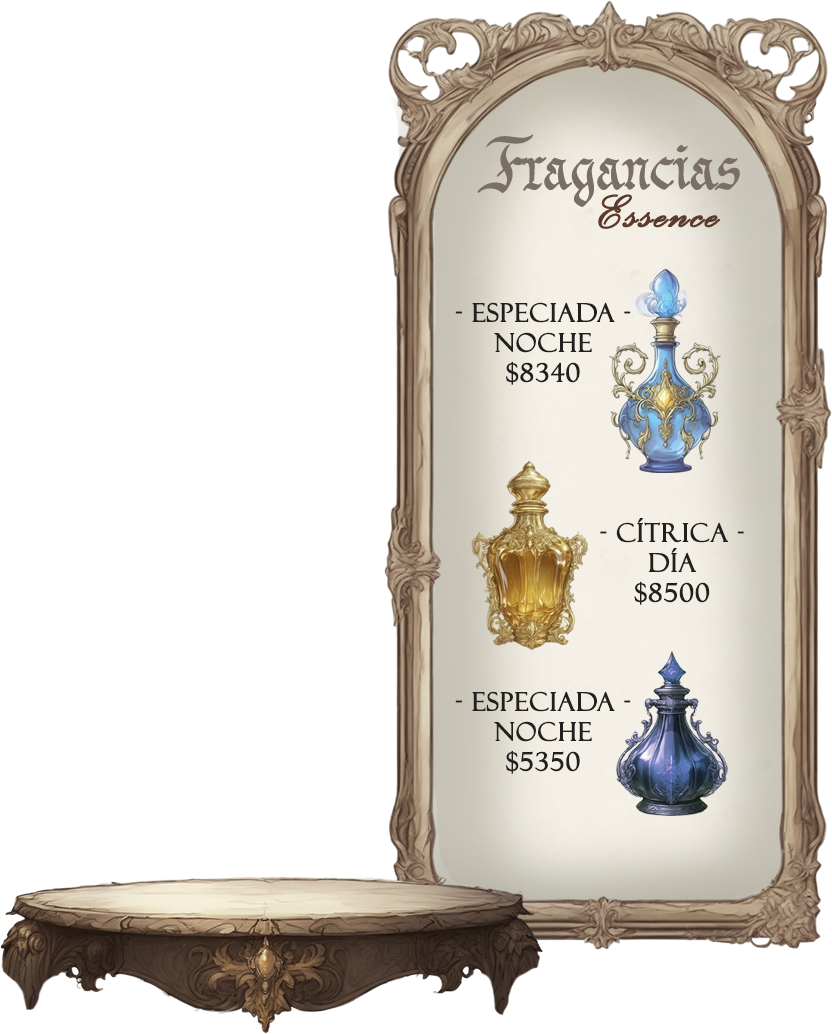 Fragancias
Essence
- ESPECIADA -
NOCHE
$8340
- CÍTRICA -
DÍA
$8500
- ESPECIADA -
NOCHE
$5350